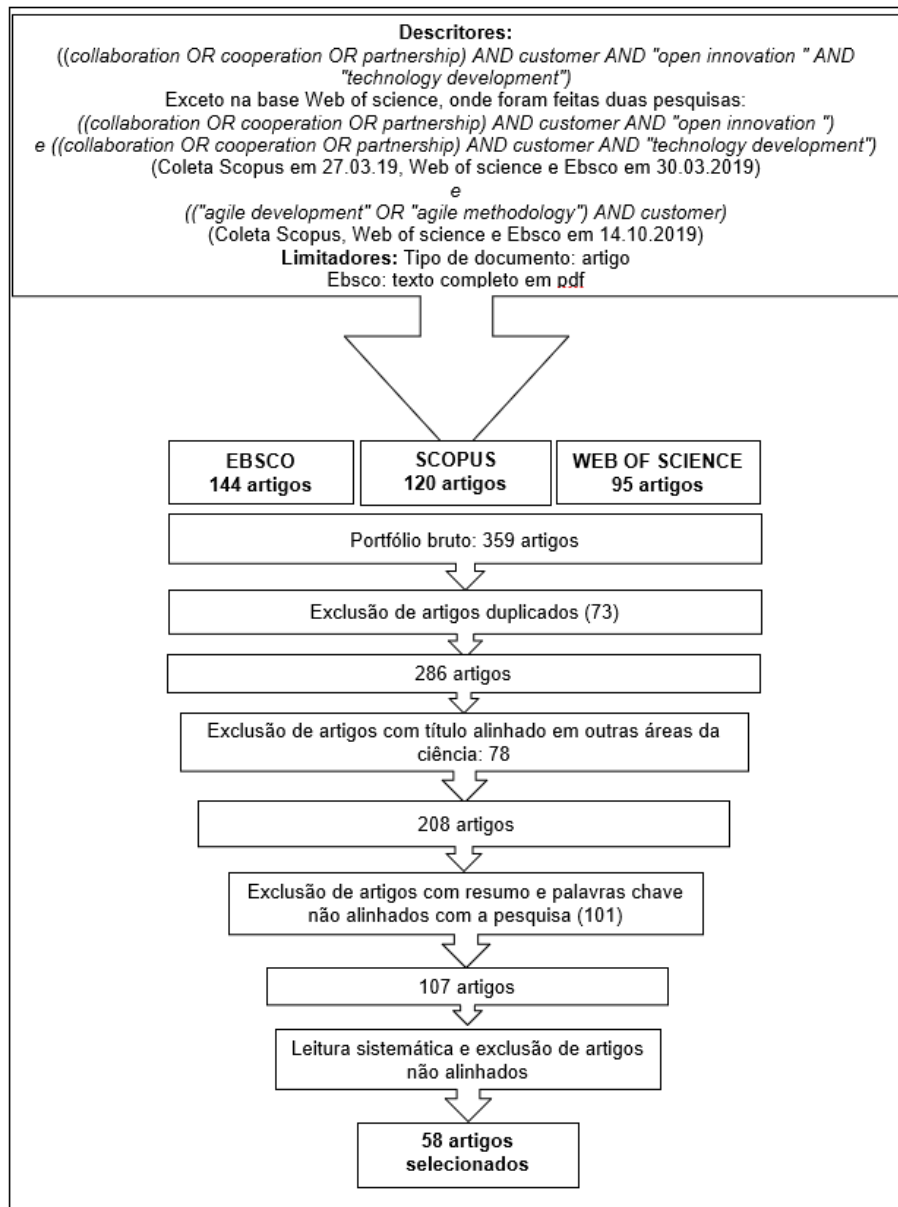 Descritores:
((collaboration OR cooperation OR partnership) AND customer AND "open innovation " AND
"technology development")
Exceto na base Web of science, onde foram feitas duas pesquisas:
((collaboration OR cooperation OR partnership) AND customer AND "open innovation ")
e ((collaboration OR cooperation OR partnership) AND customer AND "technology development")
(Coleta Scopus em 27.03.19, Web of science e Ebsco em 30.03.2019)
e
(("agile development" OR "agile methodology") AND customer)
(Coleta Scopus, Web of science e Ebsco em 14.10.2019)
Limitadores: Tipo de documento: artigo
Ebsco: texto completo em pdf
EBSCO
144 artigos
SCOPUS
120 artigos
WEB OF SCIENCE
95 artigos
Portfólio bruto: 359 artigos
Exclusão de artigos duplicados (73)
286 artigos
Exclusão de artigos com título alinhado em outras áreas da
ciência: 78
208 artigos
Exclusão de artigos com resumo e palavras chave
não alinhados com a pesquisa (101)
107 artigos
Leitura sistemática e exclusão de artigos
não alinhados
58 artigos
selecionados